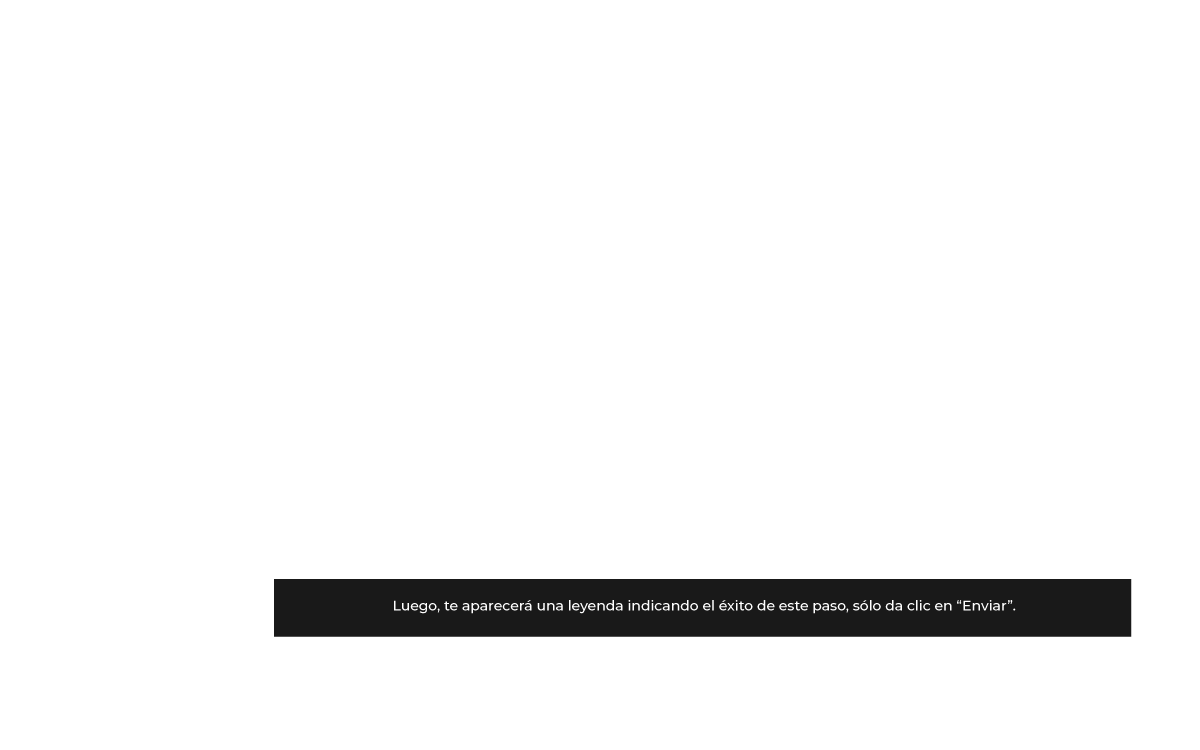 Luego, te aparecerá una leyenda indicando el éxito de este paso, sólo da clic en “Enviar”.